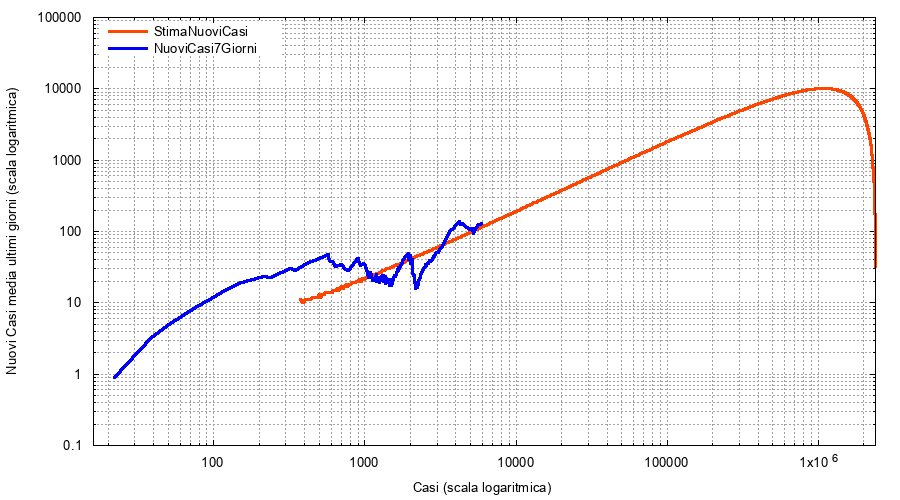 100000
StimaNuoviCasi
NuoviCasi7Giorni
10000
1000
100
10
1
0.1
100
1000
10000
100000
1x10 6
Nuovi Casi media ultimi giorni (scala logaritmica)
Casi (scala logaritmica)